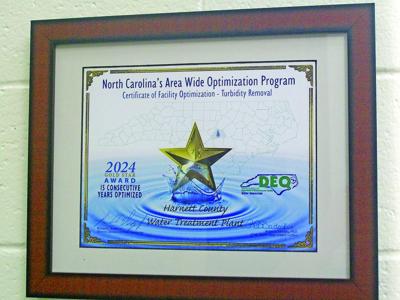 North Carolina's Area Wide Optimization Program
Certificate of Facility Optimization - Turbidity Removal
2024
GOLD STAR
AWARD
IS CONSECUTIVE
YEARS OPTIMIZED
DEQ
Harnett County
Water Treatment Plant